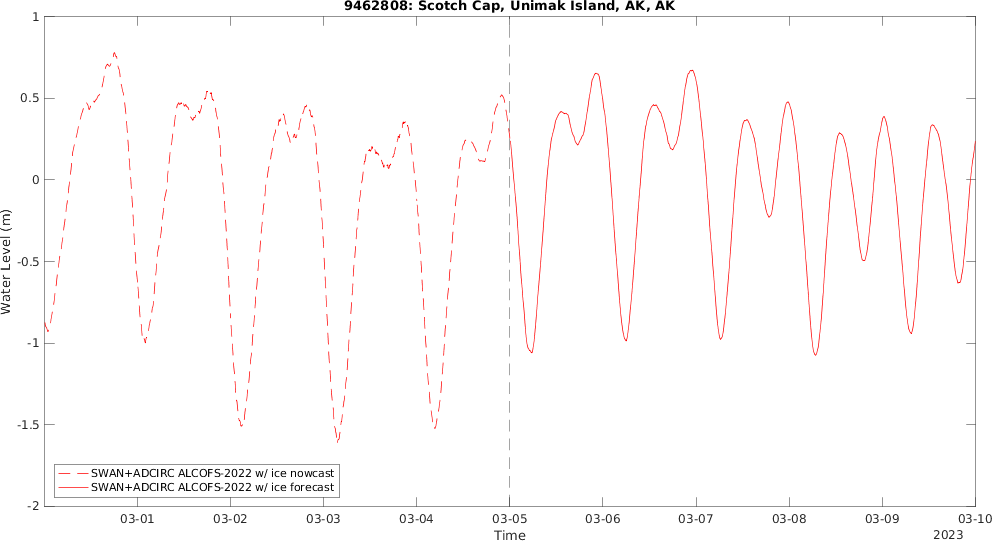 9462808: Scotch Cap, Unimak Island, AK, AK
1
0.5
0
-0.5
-1
-1.5
-2
Water Level (m)
SWAN+ADCIRC ALCOFS-2022 w/ ice nowcast
SWAN+ADCIRC ALCOFS-2022 w/ ice forecast
03-01 03-02 03-03 03-04 03-05 03-06 03-07 03-08 03-09 03-10
Time
2023